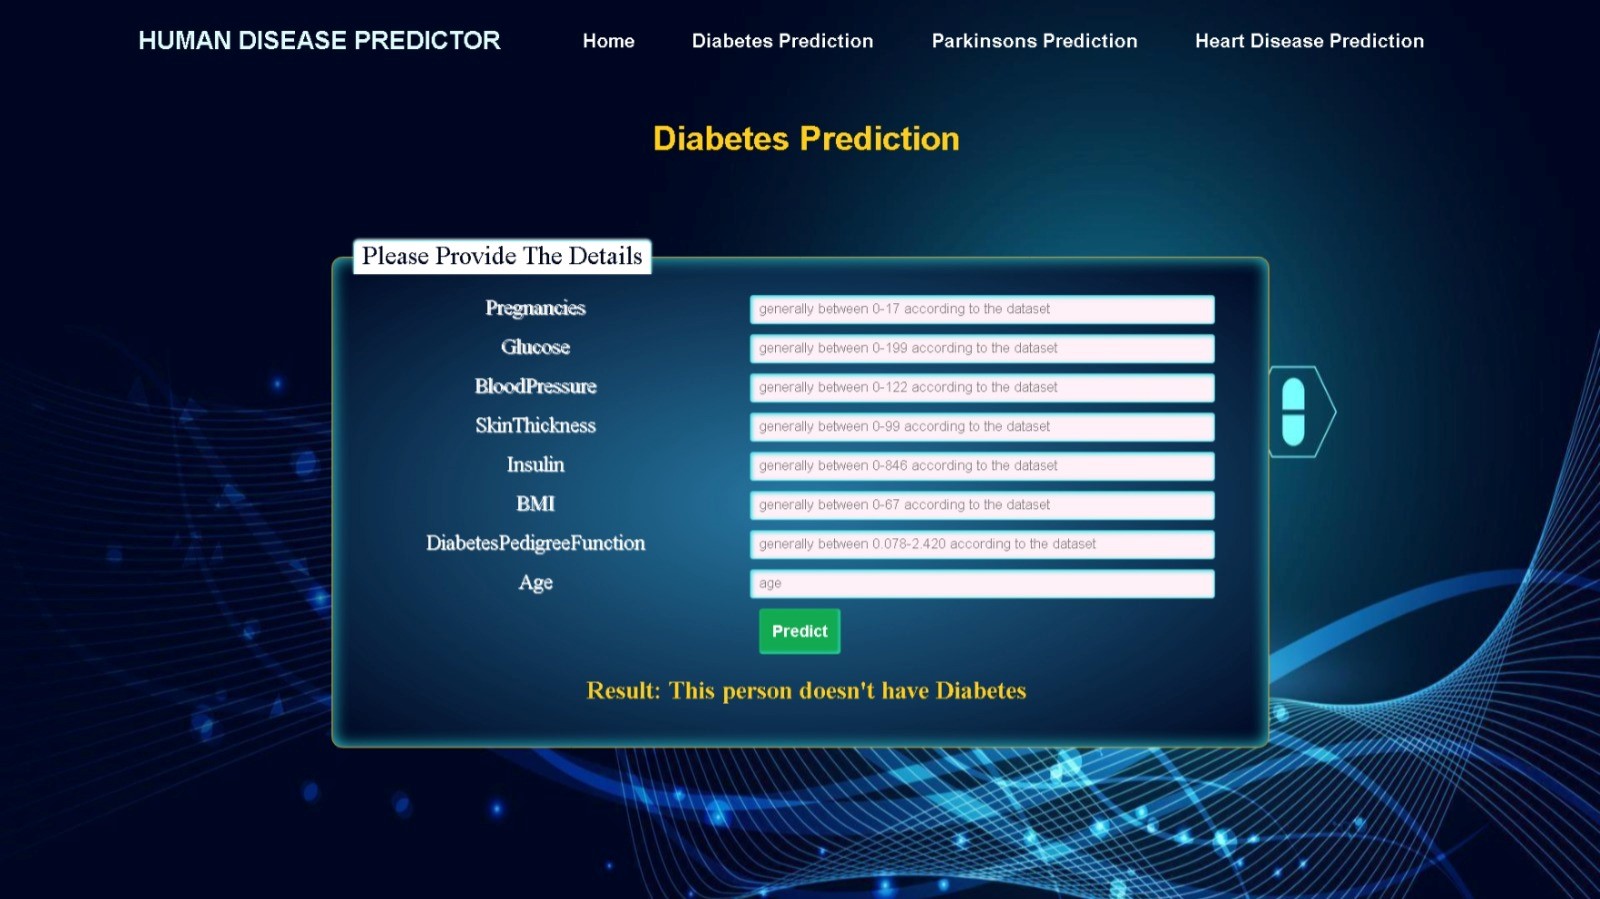 HUMAN DISEASE PREDICTOR Home Diabetes Prediction Parkinsons Prediction Heart Disease Prediction
Diabetes Prediction
Please Provide The Details
Pregnancies generally between 0-17 according to the dataset
Glucose generally between 0-199 according to the dataset
BloodPressure generally between 0-122 according to the dataset
SkinThickness generally between 0-99 according to the dataset
Insulin generally between 0-846 according to the dataset
BMI generally between 0-67 according to the dataset
DiabetesPedigreeFunction generally between 0.078-2.420 according to the dataset
Age age
Predict
Result: This person doesn't have Diabetes